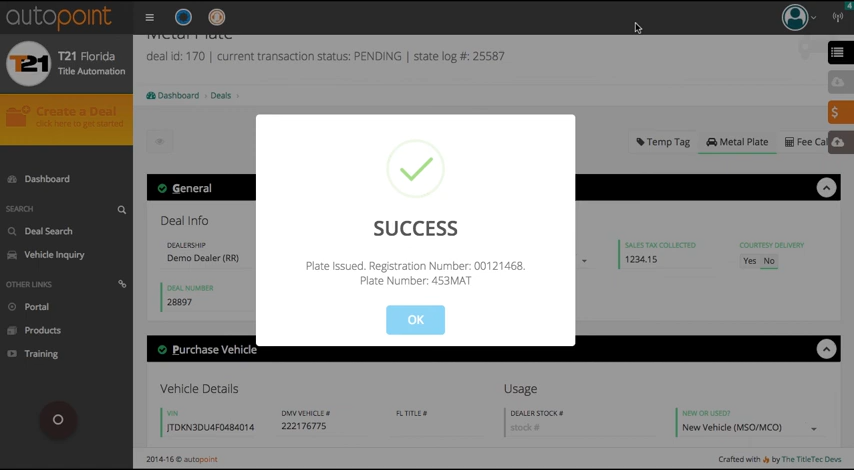 autopoint
4
T21
T21 Florida
Title Automation
Create a Deal
click here to get started.
Dashboard
SEARCH
Deal Search
Vehicle Inquiry
OTHER LINKS
Portal
Products
Training
Metal Plate
deal id: 170 | current transaction status: PENDING | state log #: 25587
Dashboard › Deals ›
Temp Tag
Metal Plate
Fee Cal
$
General
Deal Info
DEALERSHIP
Demo Dealer (RR)
SALES TAX COLLECTED
1234.15
COURTESY DELIVERY
Yes No
DEAL NUMBER
28897
SUCCESS
Plate Issued. Registration Number: 00121468.
Plate Number: 453MAT
OK
Purchase Vehicle
Vehicle Details
Usage
VIN
JTDKN3DU4F0484014
DMV VEHICLE #
222176775
FL TITLE #
DEALER STOCK #
stock #
NEW OR USED?
New Vehicle (MSO/MCO)
2014-16 © autopoint
Crafted with by The TitleTec Devs